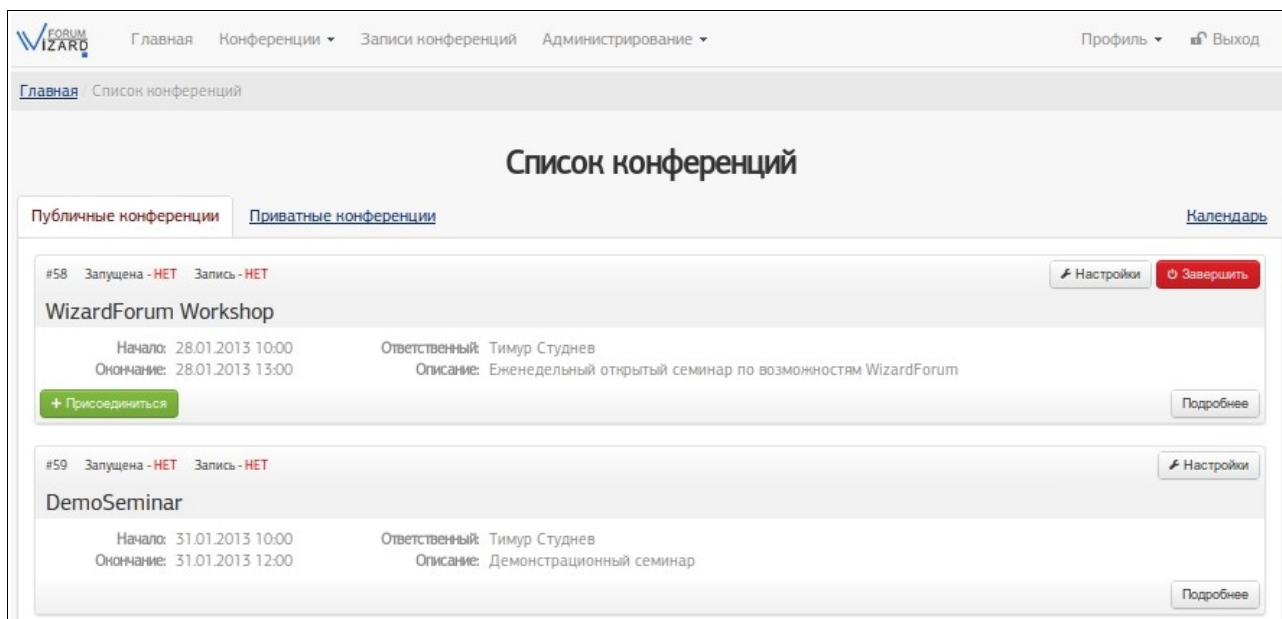 FORUM WIZARD Главная Конференции Записи конференций Администрирование Профиль Выход
Главная / Список конференций
Список конференций
Публичные конференции Приватные конференции Календарь
#58 Запущена - НЕТ Запись - НЕТ Настройки Завершить
WizardForum Workshop
Начало: 28.01.2013 10:00 Ответственный: Тимур Студнев
Окончание: 28.01.2013 13:00 Описание: Еженедельный открытый семинар по возможностям WizardForum
+ Присоединиться Подробнее
#59 Запущена - НЕТ Запись - НЕТ Настройки
DemoSeminar
Начало: 31.01.2013 10:00 Ответственный: Тимур Студнев
Окончание: 31.01.2013 12:00 Описание: Демонстрационный семинар
Подробнее